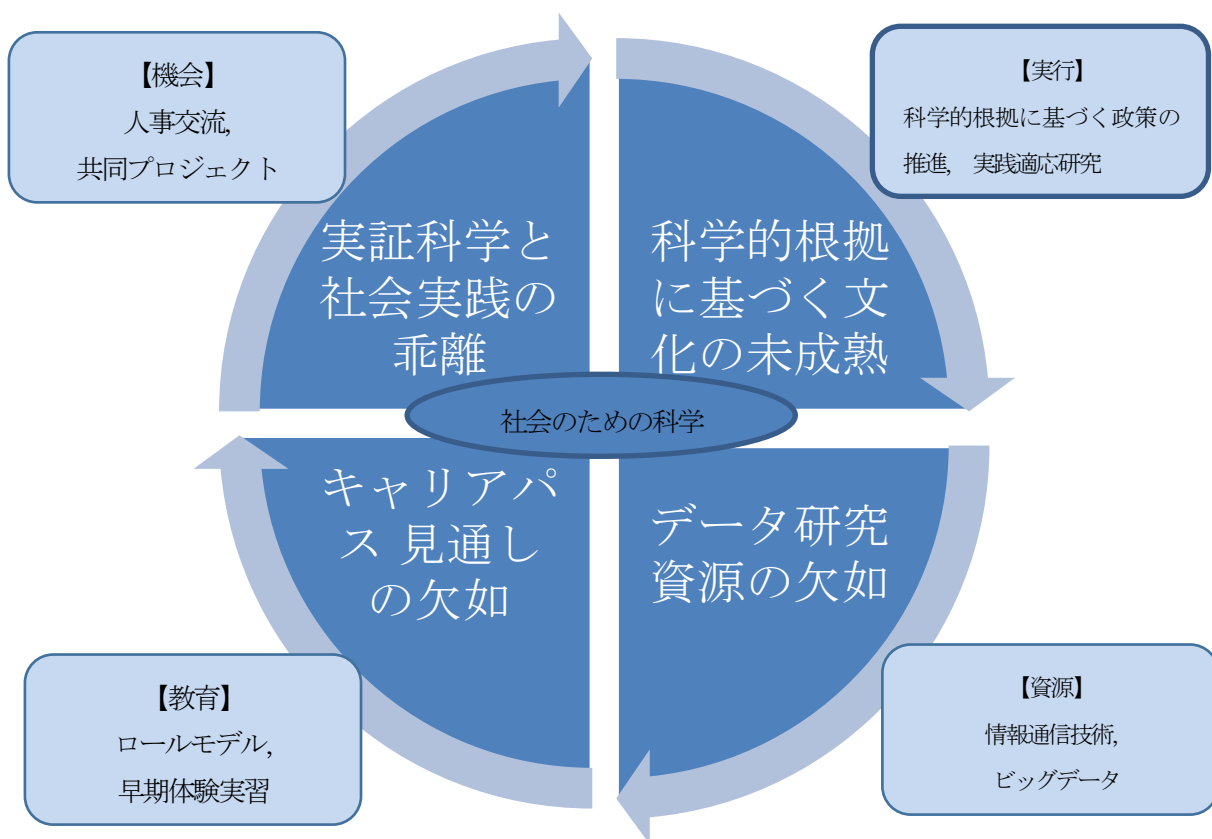 【機会】
人事交流,
共同プロジェクト
【実行】
科学的根拠に基づく政策の
推進, 実践適応研究
実証科学と
社会実践の
乖離
科学的根拠
に基づく文
化の未成熟
社会のための科学
キャリアパ
ス 見通し
の欠如
データ研究
資源の欠如
【教育】
ロールモデル,
早期体験実習
【資源】
情報通信技術,
ビッグデータ